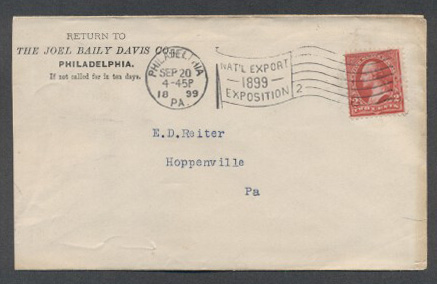 RETURN TO
THE JOEL BAILY DAVIS CO.
PHILADELPHIA.
If not called for in ten days.
PHILADELPHIA
SEP 20
4-45P
18 99
PA.
NAT'L EXPORT
1899
EXPOSITION
2
E.D.Reiter
Hoppenville
Pa